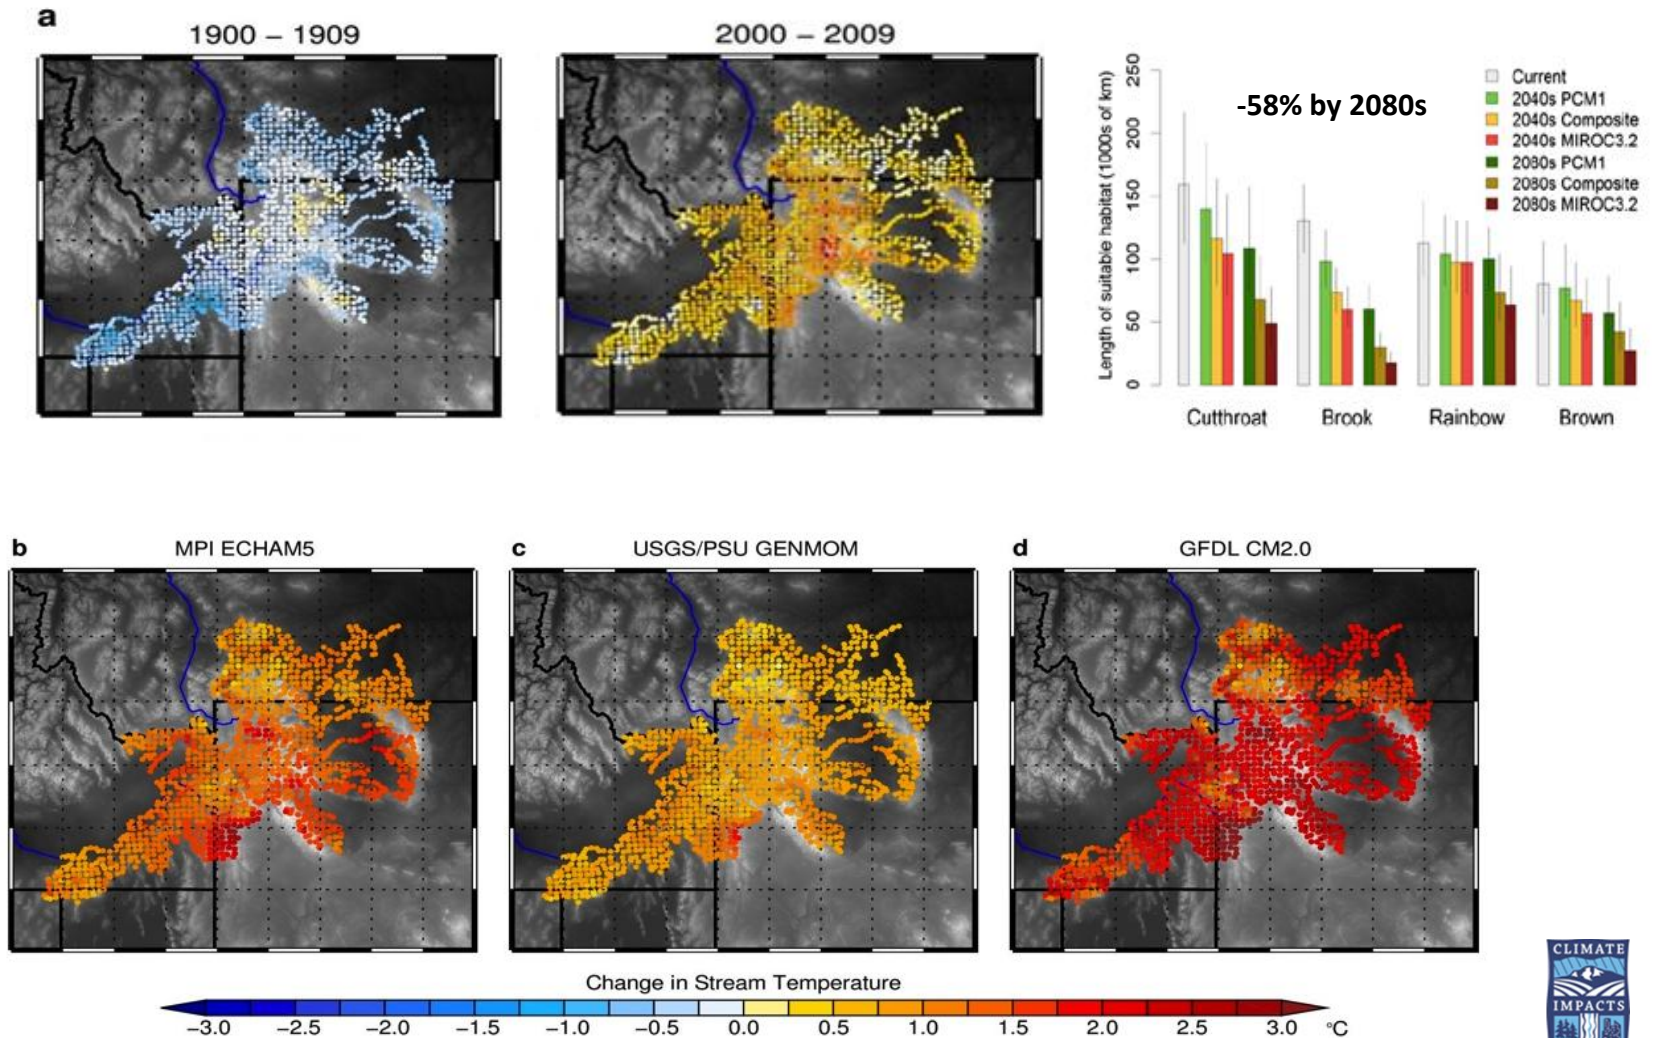 a
1900 – 1909
2000 – 2009
250
200
150
100
50
0
Length of suitable habitat (1000s of km)
-58% by 2080s
Current
2040s PCM1
2040s Composite
2040s MIROC3.2
2080s PCM1
2080s Composite
2080s MIROC3.2
Cutthroat Brook Rainbow Brown
b MPI ECHAM5
c USGS/PSU GENMOM
d GFDL CM2.0
Change in Stream Temperature
−3.0 −2.5 −2.0 −1.5 −1.0 −0.5 0.0 0.5 1.0 1.5 2.0 2.5 3.0 °C
CLIMATE
IMPACTS